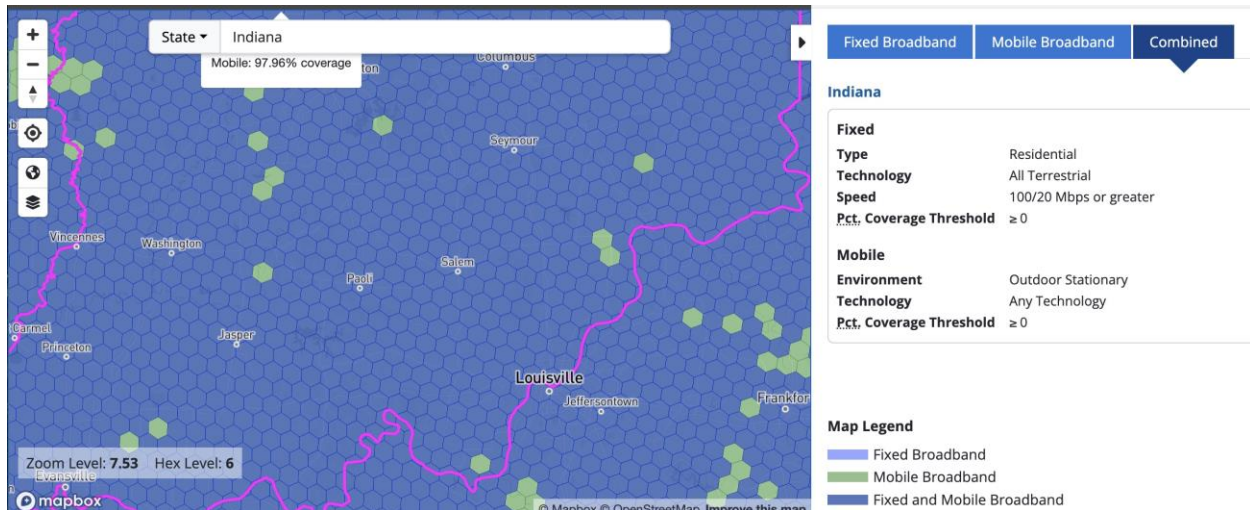 State Indiana
Mobile: 97.96% coverage
Columbus
Seymour
Vincennes
Washington
Salem
Paoli
Carmel
Jasper
Princeton
Louisville
Jeffersontown
Frankfor
Zoom Level: 7.53 Hex Level: 6
Evansville
mapbox
© Mapbox © OpenStreetMap Improve this map
Fixed Broadband
Mobile Broadband
Combined
Indiana
Fixed
Type Residential
Technology All Terrestrial
Speed 100/20 Mbps or greater
Pct. Coverage Threshold ≥ 0
Mobile
Environment Outdoor Stationary
Technology Any Technology
Pct. Coverage Threshold ≥ 0
Map Legend
Fixed Broadband
Mobile Broadband
Fixed and Mobile Broadband